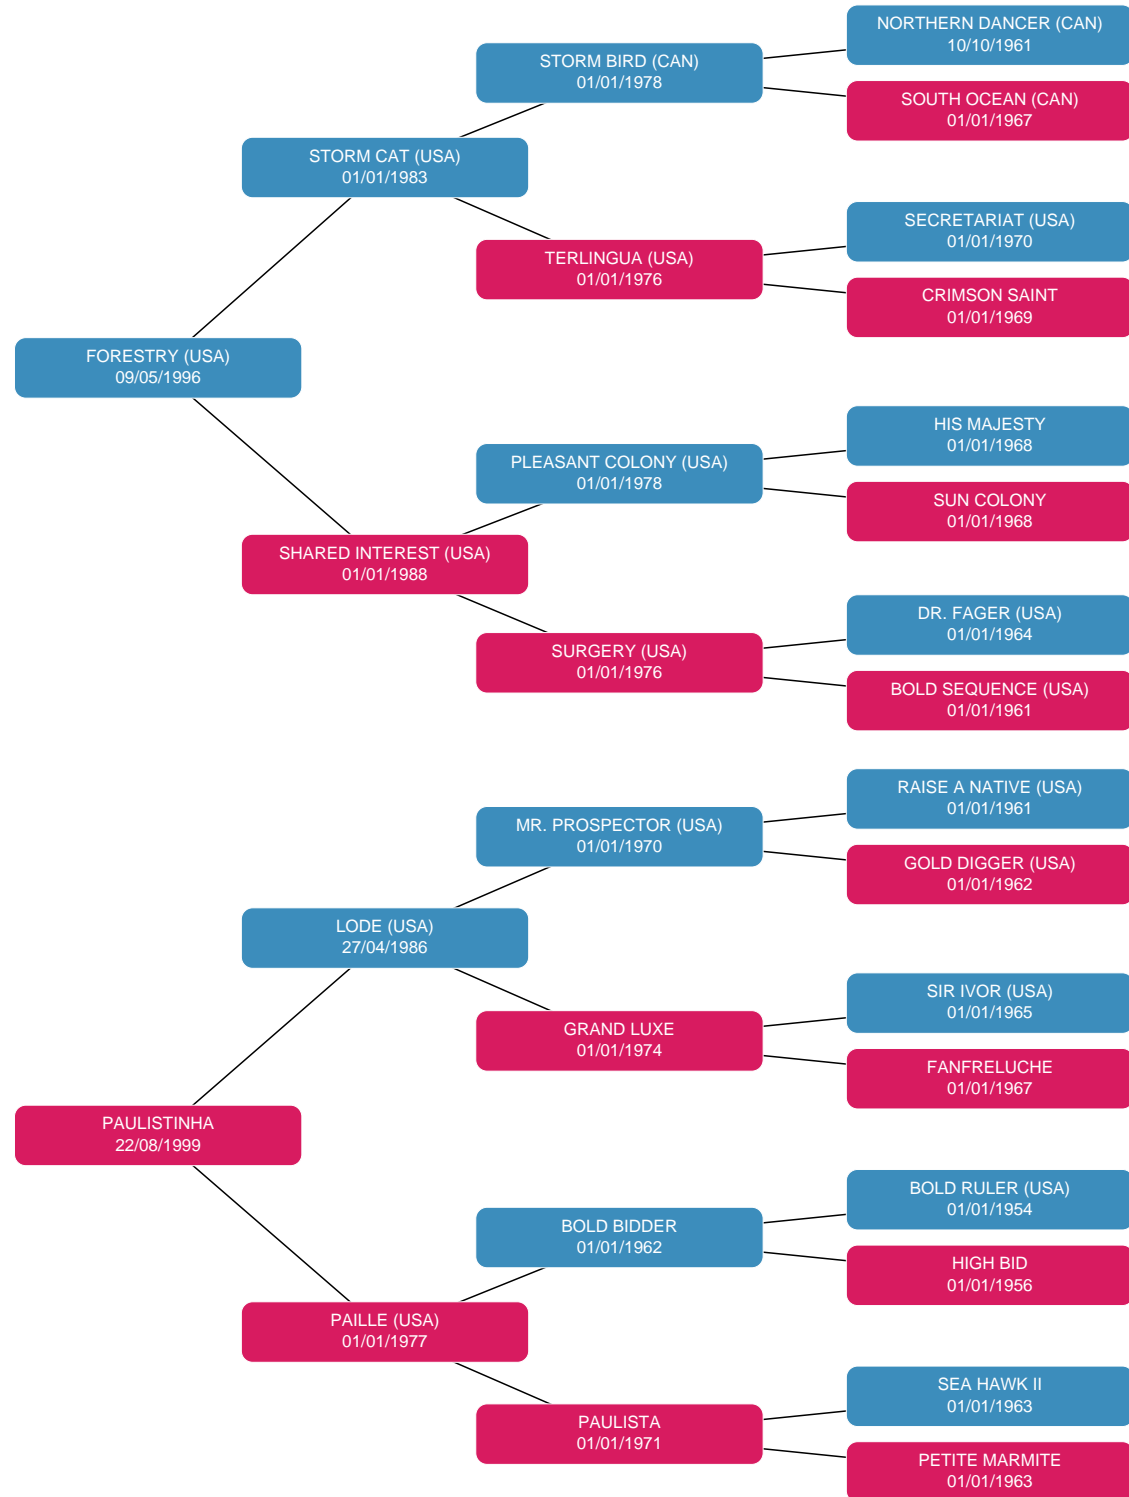 NORTHERN DANCER (CAN)
10/10/1961
STORM BIRD (CAN)
01/01/1978
SOUTH OCEAN (CAN)
01/01/1967
STORM CAT (USA)
01/01/1983
SECRETARIAT (USA)
01/01/1970
TERLINGUA (USA)
01/01/1976
CRIMSON SAINT
01/01/1969
FORESTRY (USA)
09/05/1996
HIS MAJESTY
01/01/1968
PLEASANT COLONY (USA)
01/01/1978
SUN COLONY
01/01/1968
SHARED INTEREST (USA)
01/01/1988
DR. FAGER (USA)
01/01/1964
SURGERY (USA)
01/01/1976
BOLD SEQUENCE (USA)
01/01/1961
RAISE A NATIVE (USA)
01/01/1961
MR. PROSPECTOR (USA)
01/01/1970
GOLD DIGGER (USA)
01/01/1962
LODE (USA)
27/04/1986
SIR IVOR (USA)
01/01/1965
GRAND LUXE
01/01/1974
FANFRELUCHE
01/01/1967
PAULISTINHA
22/08/1999
BOLD RULER (USA)
01/01/1954
BOLD BIDDER
01/01/1962
HIGH BID
01/01/1956
PAILLE (USA)
01/01/1977
SEA HAWK II
01/01/1963
PAULISTA
01/01/1971
PETITE MARMITE
01/01/1963